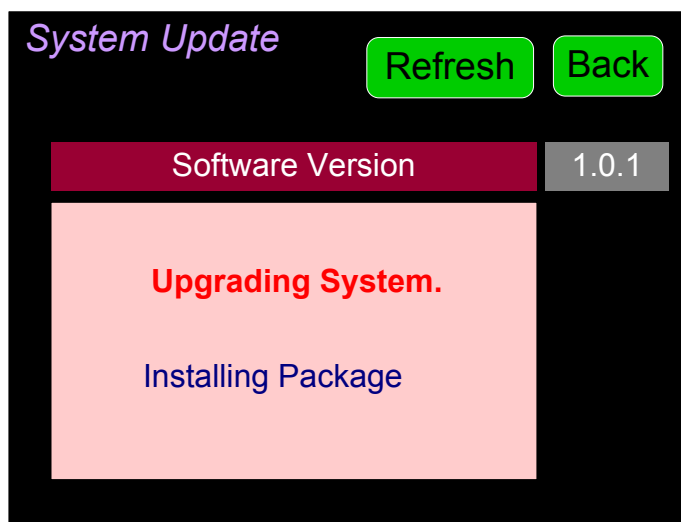 System Update
Refresh
Back
Software Version
1.0.1
Upgrading System.
Installing Package